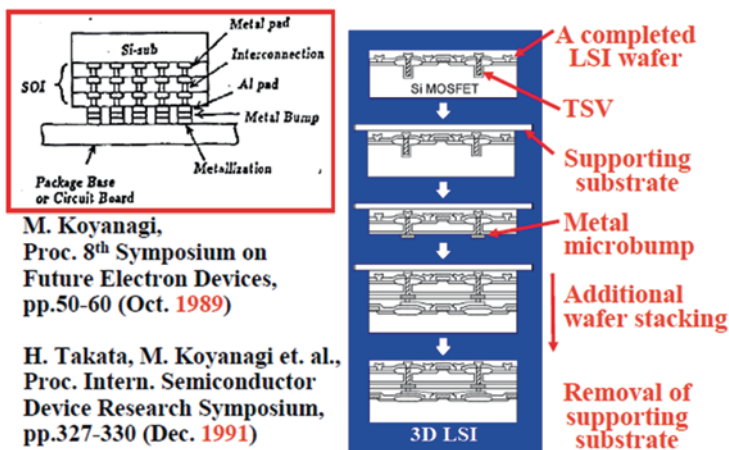 Metal pad
Si-sub
Interconnection
SOI
Al pad
Metal Bump
Metallization
Package Base
or Circuit Board
M. Koyanagi,
Proc. 8th Symposium on
Future Electron Devices,
pp.50-60 (Oct. 1989)
H. Takata, M. Koyanagi et. al.,
Proc. Intern. Semiconductor
Device Research Symposium,
pp.327-330 (Dec. 1991)
Si MOSFET
3D LSI
A completed
LSI wafer
TSV
Supporting
substrate
Metal
microbump
Additional
wafer stacking
Removal of
supporting
substrate